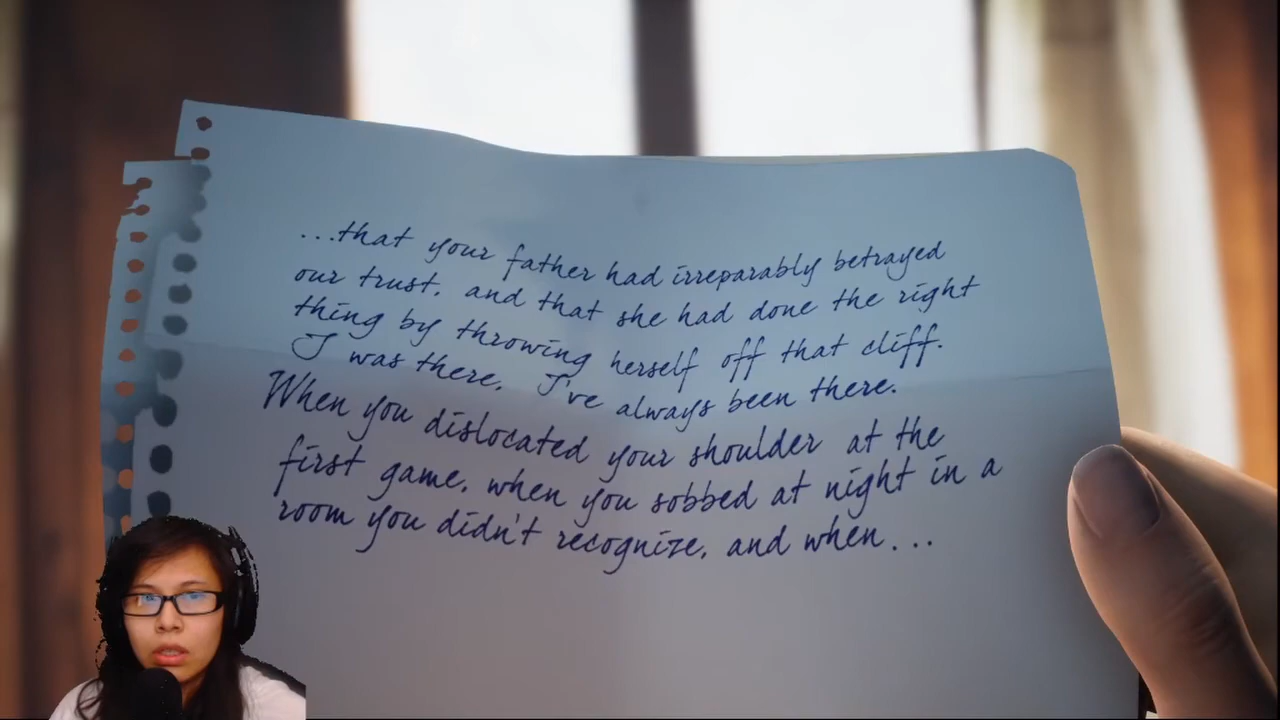 ...that your father had irreparably betrayed
our trust, and that she had done the right
thing by throwing herself off that cliff.
I was there, I've always been there.
When you dislocated your shoulder at the
first game, when you sobbed at night in a
room you didn't recognize, and when...